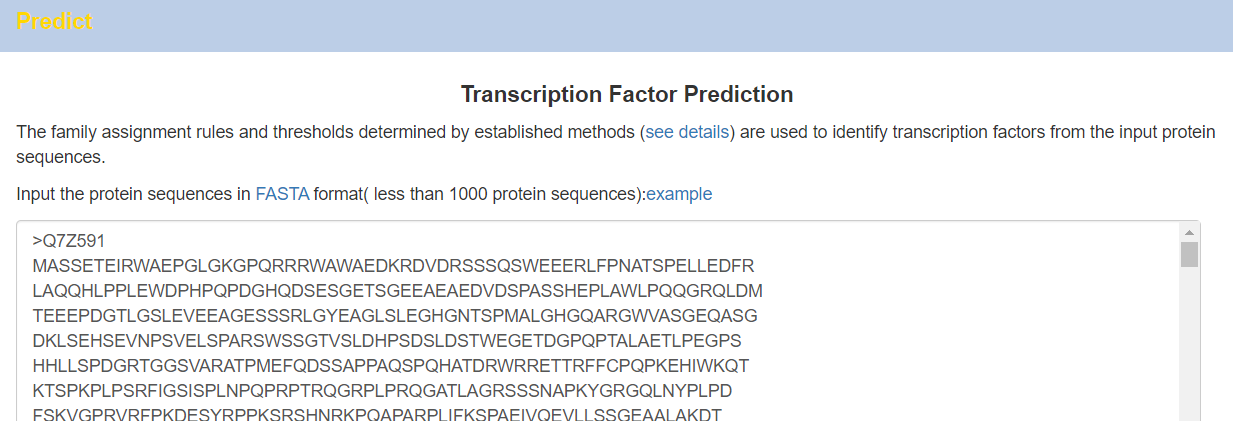 Predict
Transcription Factor Prediction
The family assignment rules and thresholds determined by established methods (see details) are used to identify transcription factors from the input protein
sequences.
Input the protein sequences in FASTA format( less than 1000 protein sequences):example
>Q7Z591
MASSETEIRWAEPGLGKGPQRRRWAWAEDKRDVDRSSSQSWEEERLFPNATSPELLEDFR
LAQQHLPPLEWDPHPQPDGHQDSESGETSGEEAEAEDVDSPASSHEPLAWLPQQGRQLDM
TEEEPDGTLGSLEVEEAGESSSRLGYEAGLSLEGHGNTSPMALGHGQARGWVASGEQASG
DKLSEHSEVNPSVELSPARSWSSGTVSLDHPSDSLDSTWEGETDGPQPTALAETLPEGPS
HHLLSPDGRTGGSVARATPMEFQDSSAPPAQSPQHATDRWRRETTRFFCPQPKEHIWKQT
KTSPKPLPSRFIGSISPLNPQPRPTRQGRPLPRQGATLAGRSSSNAPKYGRGQLNYPLPD
FSKVGPRVRFPKDESYRPPKSRSHNRKPQAPARPLIFKSPAEIVQEVLLSSGEAALAKDT